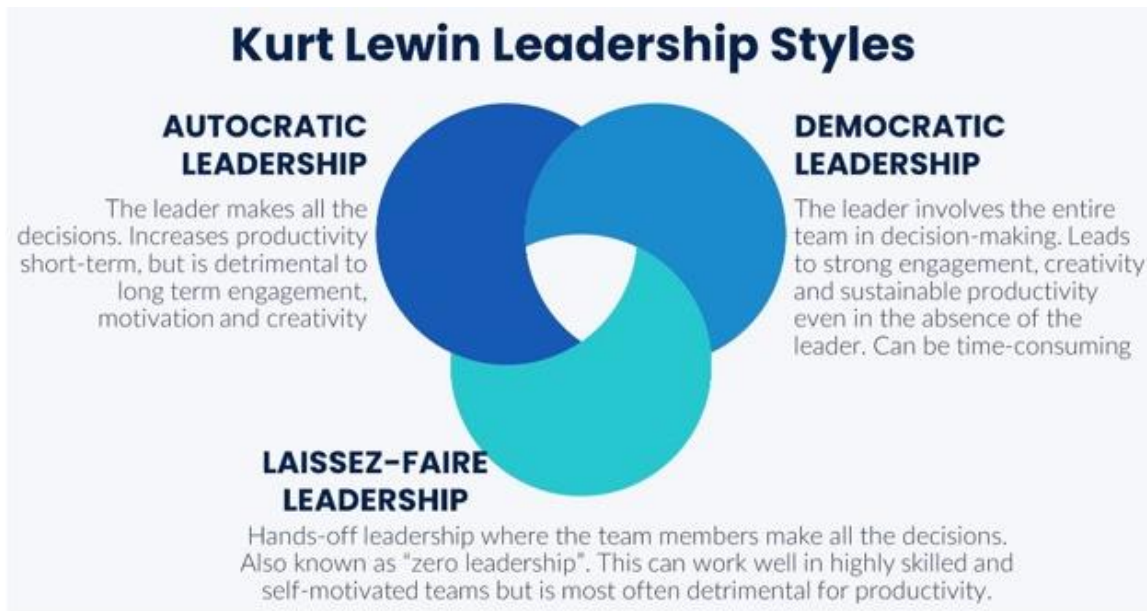 Kurt Lewin Leadership Styles
AUTOCRATIC
LEADERSHIP
The leader makes all the
decisions. Increases productivity
short-term, but is detrimental to
long term engagement,
motivation and creativity
DEMOCRATIC
LEADERSHIP
The leader involves the entire
team in decision-making. Leads
to strong engagement, creativity
and sustainable productivity
even in the absence of the
leader. Can be time-consuming
LAISSEZ-FAIRE
LEADERSHIP
Hands-off leadership where the team members make all the decisions.
Also known as “zero leadership”. This can work well in highly skilled and
self-motivated teams but is most often detrimental for productivity.